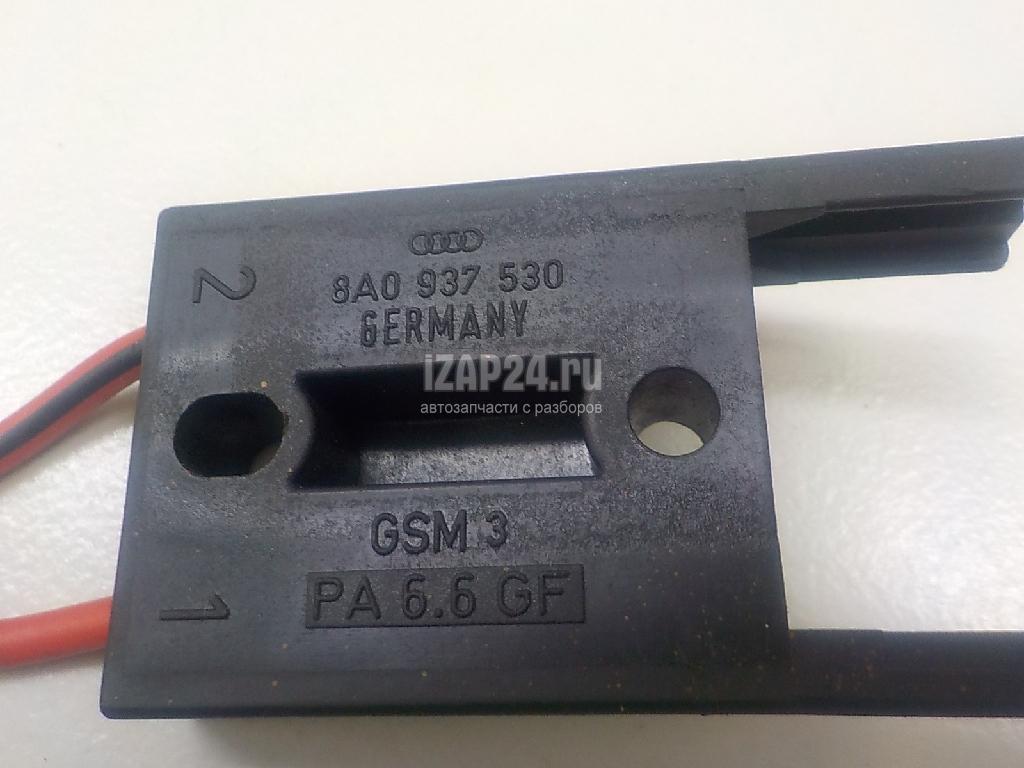 2
8A0 937 530
GERMANY
iZAP24.ru
автозапчасти с разборов
GSM 3
PA 6.6 GF
1